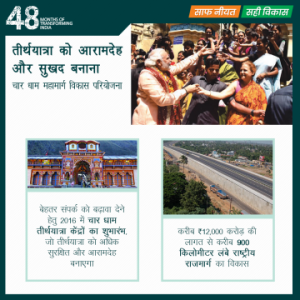 48 MONTHS OF
TRANSFORMING
INDIA
साफ नीयत सही विकास
तीर्थयात्रा को आरामदेह
और सुखद बनाना
चार धाम महामार्ग विकास परियोजना
बेहतर संपर्क को बढ़ावा देने
हेतु 2016 में चार धाम
तीर्थयात्रा केंद्रों का शुभारंभ,
जो तीर्थयात्रा को अधिक
सुरक्षित और आरामदेह
बनाएगा
करीब ₹12,000 करोड़ की
लागत से करीब 900
किलोमीटर लंबे राष्ट्रीय
राजमार्ग का विकास